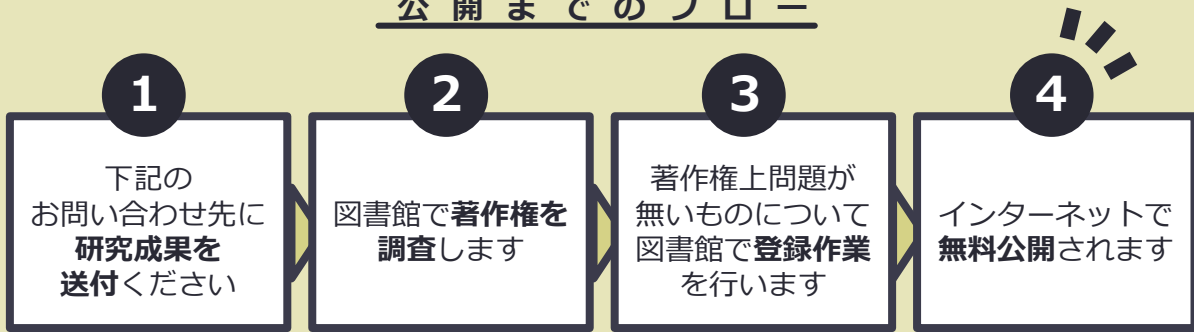 公開までのフロー
1
下記の
お問い合わせ先に
研究成果を
送付ください
2
図書館で著作権を
調査します
3
著作権上問題が
無いものについて
図書館で登録作業
を行います
4
インターネットで
無料公開されます